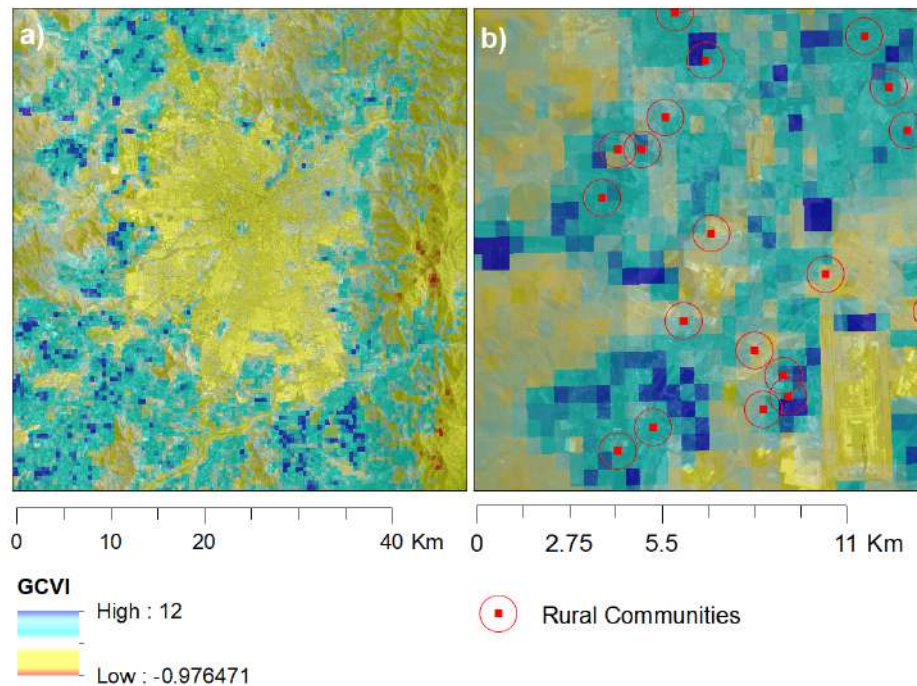 a)
b)
0 10 20 40 Km
0 2.75 5.5 11 Km
GCVI
High : 12
Low : -0.976471
Rural Communities